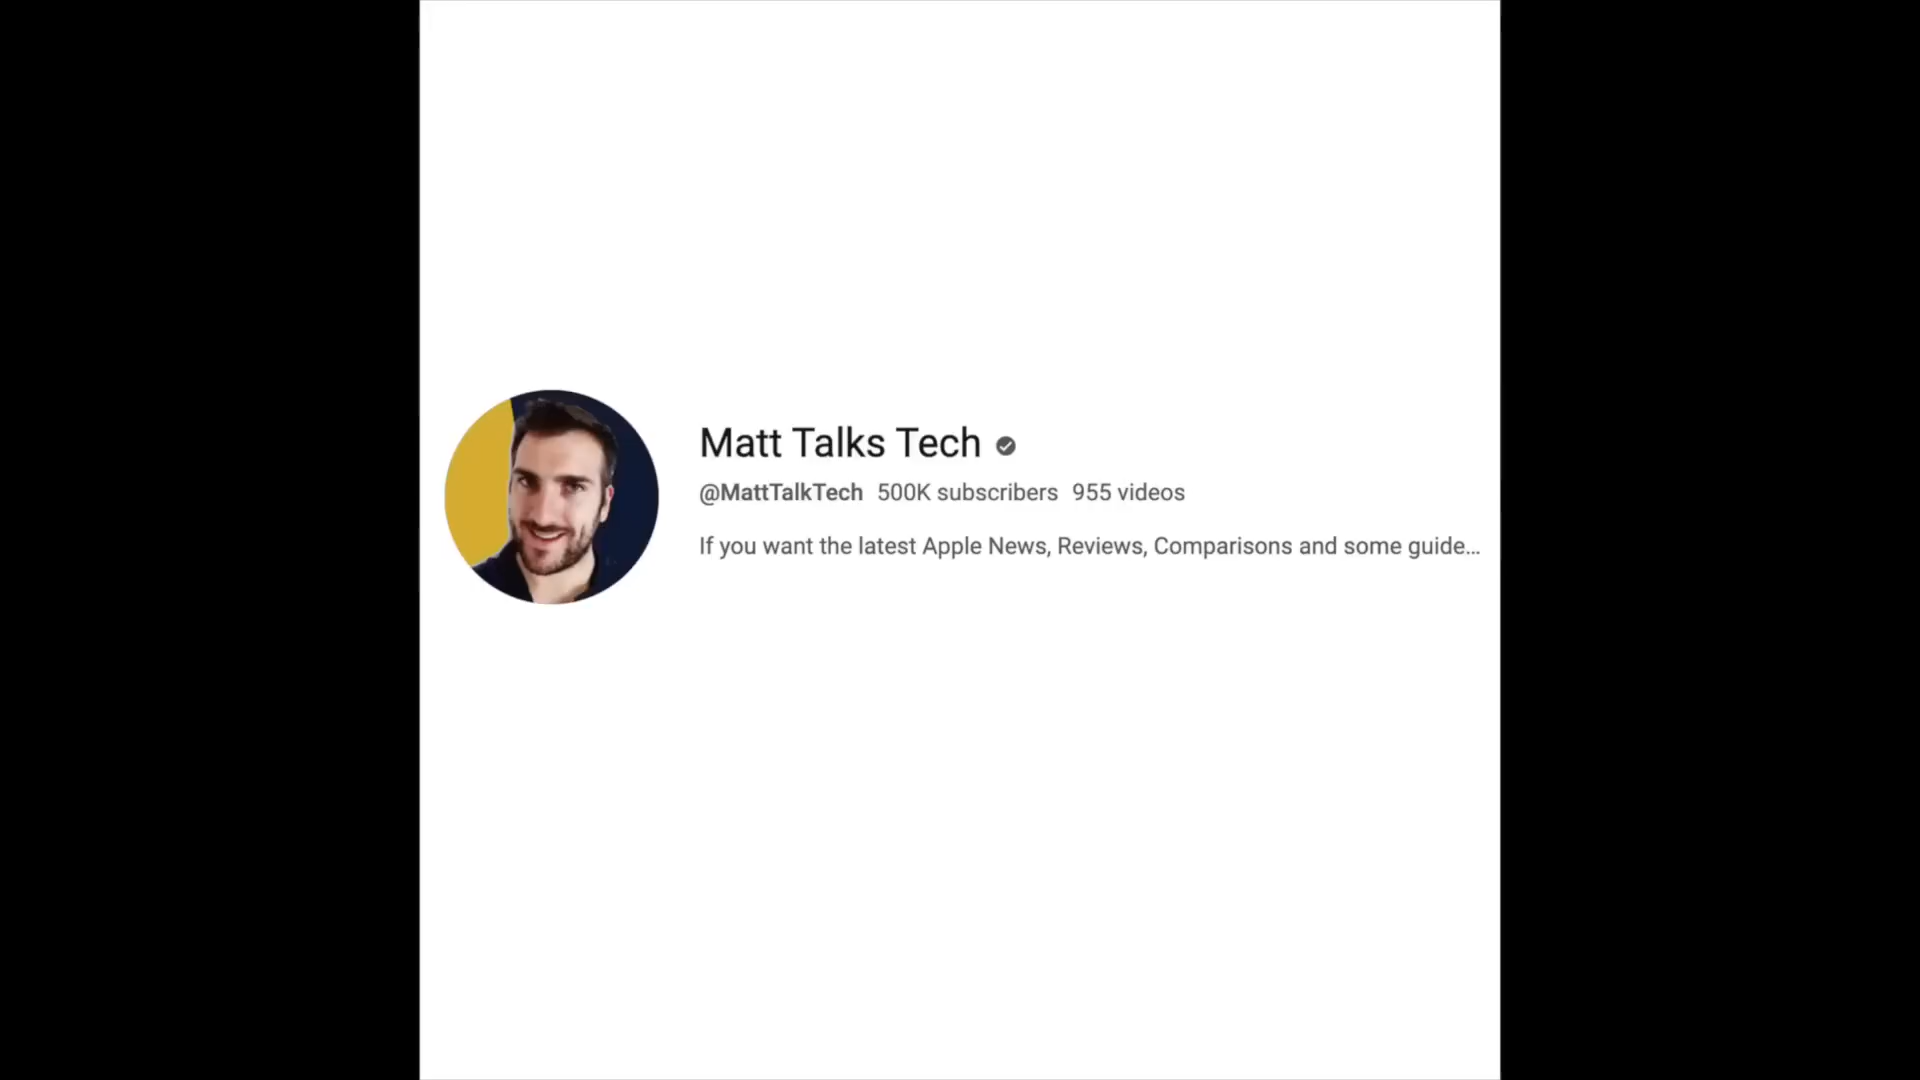 Matt Talks Tech
@MattTalkTech 500K subscribers 955 videos
If you want the latest Apple News, Reviews, Comparisons and some guide...